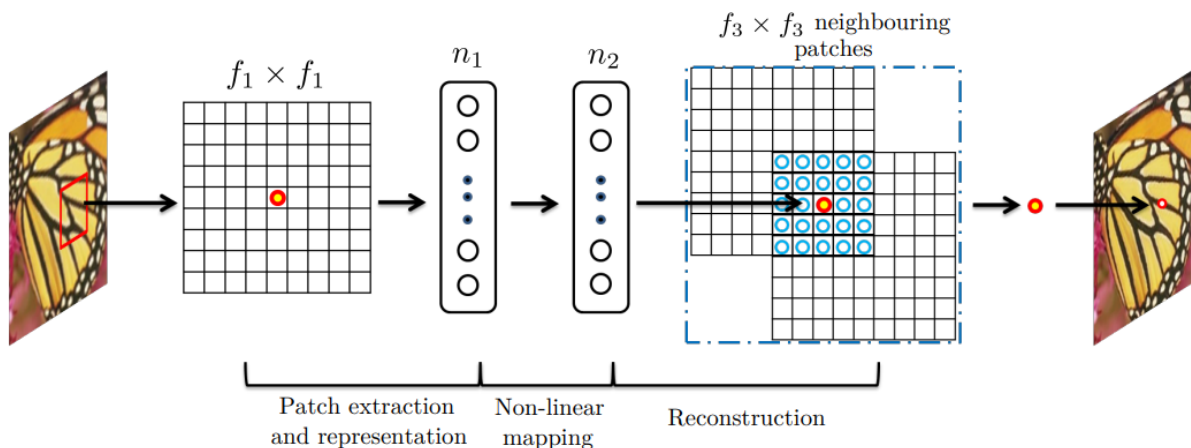 f₁ × f₁
n₁
n₂
f₃ × f₃ neighbouring
patches
Patch extraction
and representation
Non-linear
mapping
Reconstruction